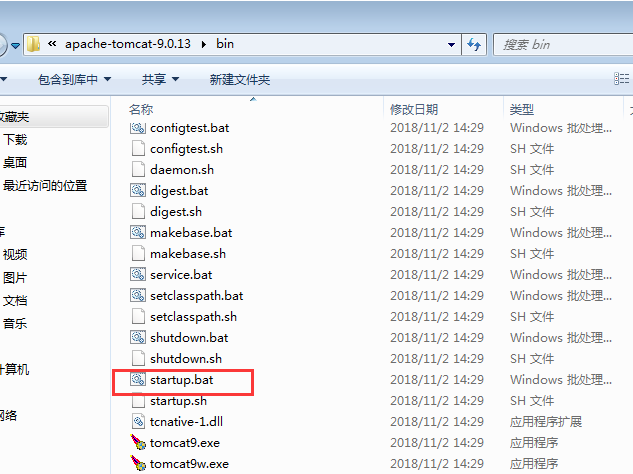 « apache-tomcat-9.0.13 ▸ bin
搜索 bin
包含到库中 共享 新建文件夹
名称 修改日期 类型
收藏夹
下载
桌面
最近访问的位置
库
视频
图片
文档
音乐
计算机
网络
configtest.bat 2018/11/2 14:29 Windows 批处理...
configtest.sh 2018/11/2 14:29 SH 文件
daemon.sh 2018/11/2 14:29 SH 文件
digest.bat 2018/11/2 14:29 Windows 批处理...
digest.sh 2018/11/2 14:29 SH 文件
makebase.bat 2018/11/2 14:29 Windows 批处理...
makebase.sh 2018/11/2 14:29 SH 文件
service.bat 2018/11/2 14:29 Windows 批处理...
setclasspath.bat 2018/11/2 14:29 Windows 批处理...
setclasspath.sh 2018/11/2 14:29 SH 文件
shutdown.bat 2018/11/2 14:29 Windows 批处理...
shutdown.sh 2018/11/2 14:29 SH 文件
startup.bat 2018/11/2 14:29 Windows 批处理...
startup.sh 2018/11/2 14:29 SH 文件
tcnative-1.dll 2018/11/2 14:29 应用程序扩展
tomcat9.exe 2018/11/2 14:29 应用程序
tomcat9w.exe 2018/11/2 14:29 应用程序